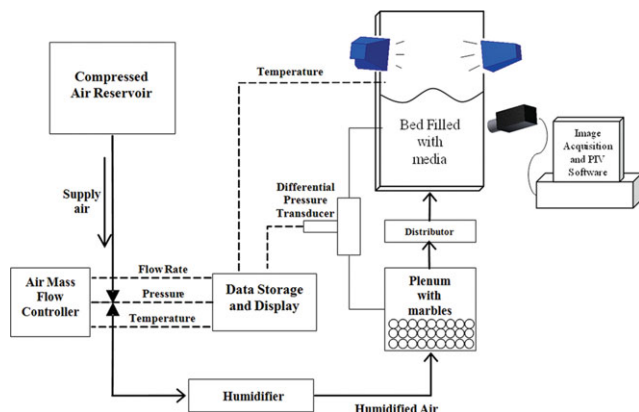 Compressed
Air Reservoir
Temperature
Bed Filled
with
media
Image
Acquisition
and PIV
Software
Supply
air
Differential
Pressure
Transducer
Distributor
Flow Rate
Air Mass
Flow
Controller
Pressure
Data Storage
and Display
Plenum
with
marbles
Temperature
Humidifier
Humidified Air